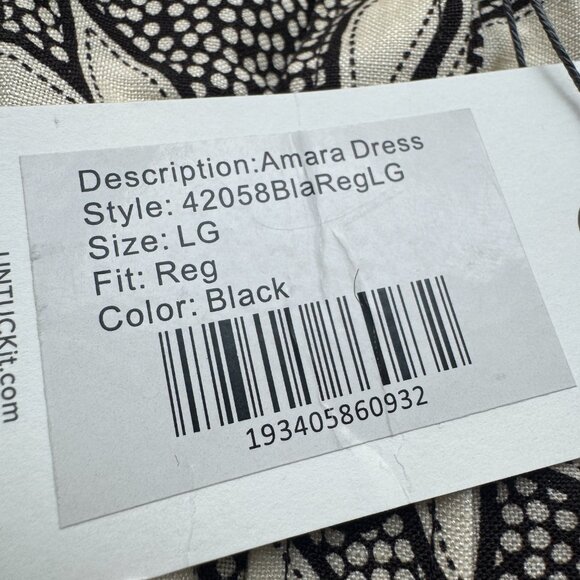 Description:Amara Dress
Style: 42058BlaRegLG
Size: LG
Fit: Reg
Color: Black
193405860932
UNTUCKit.com